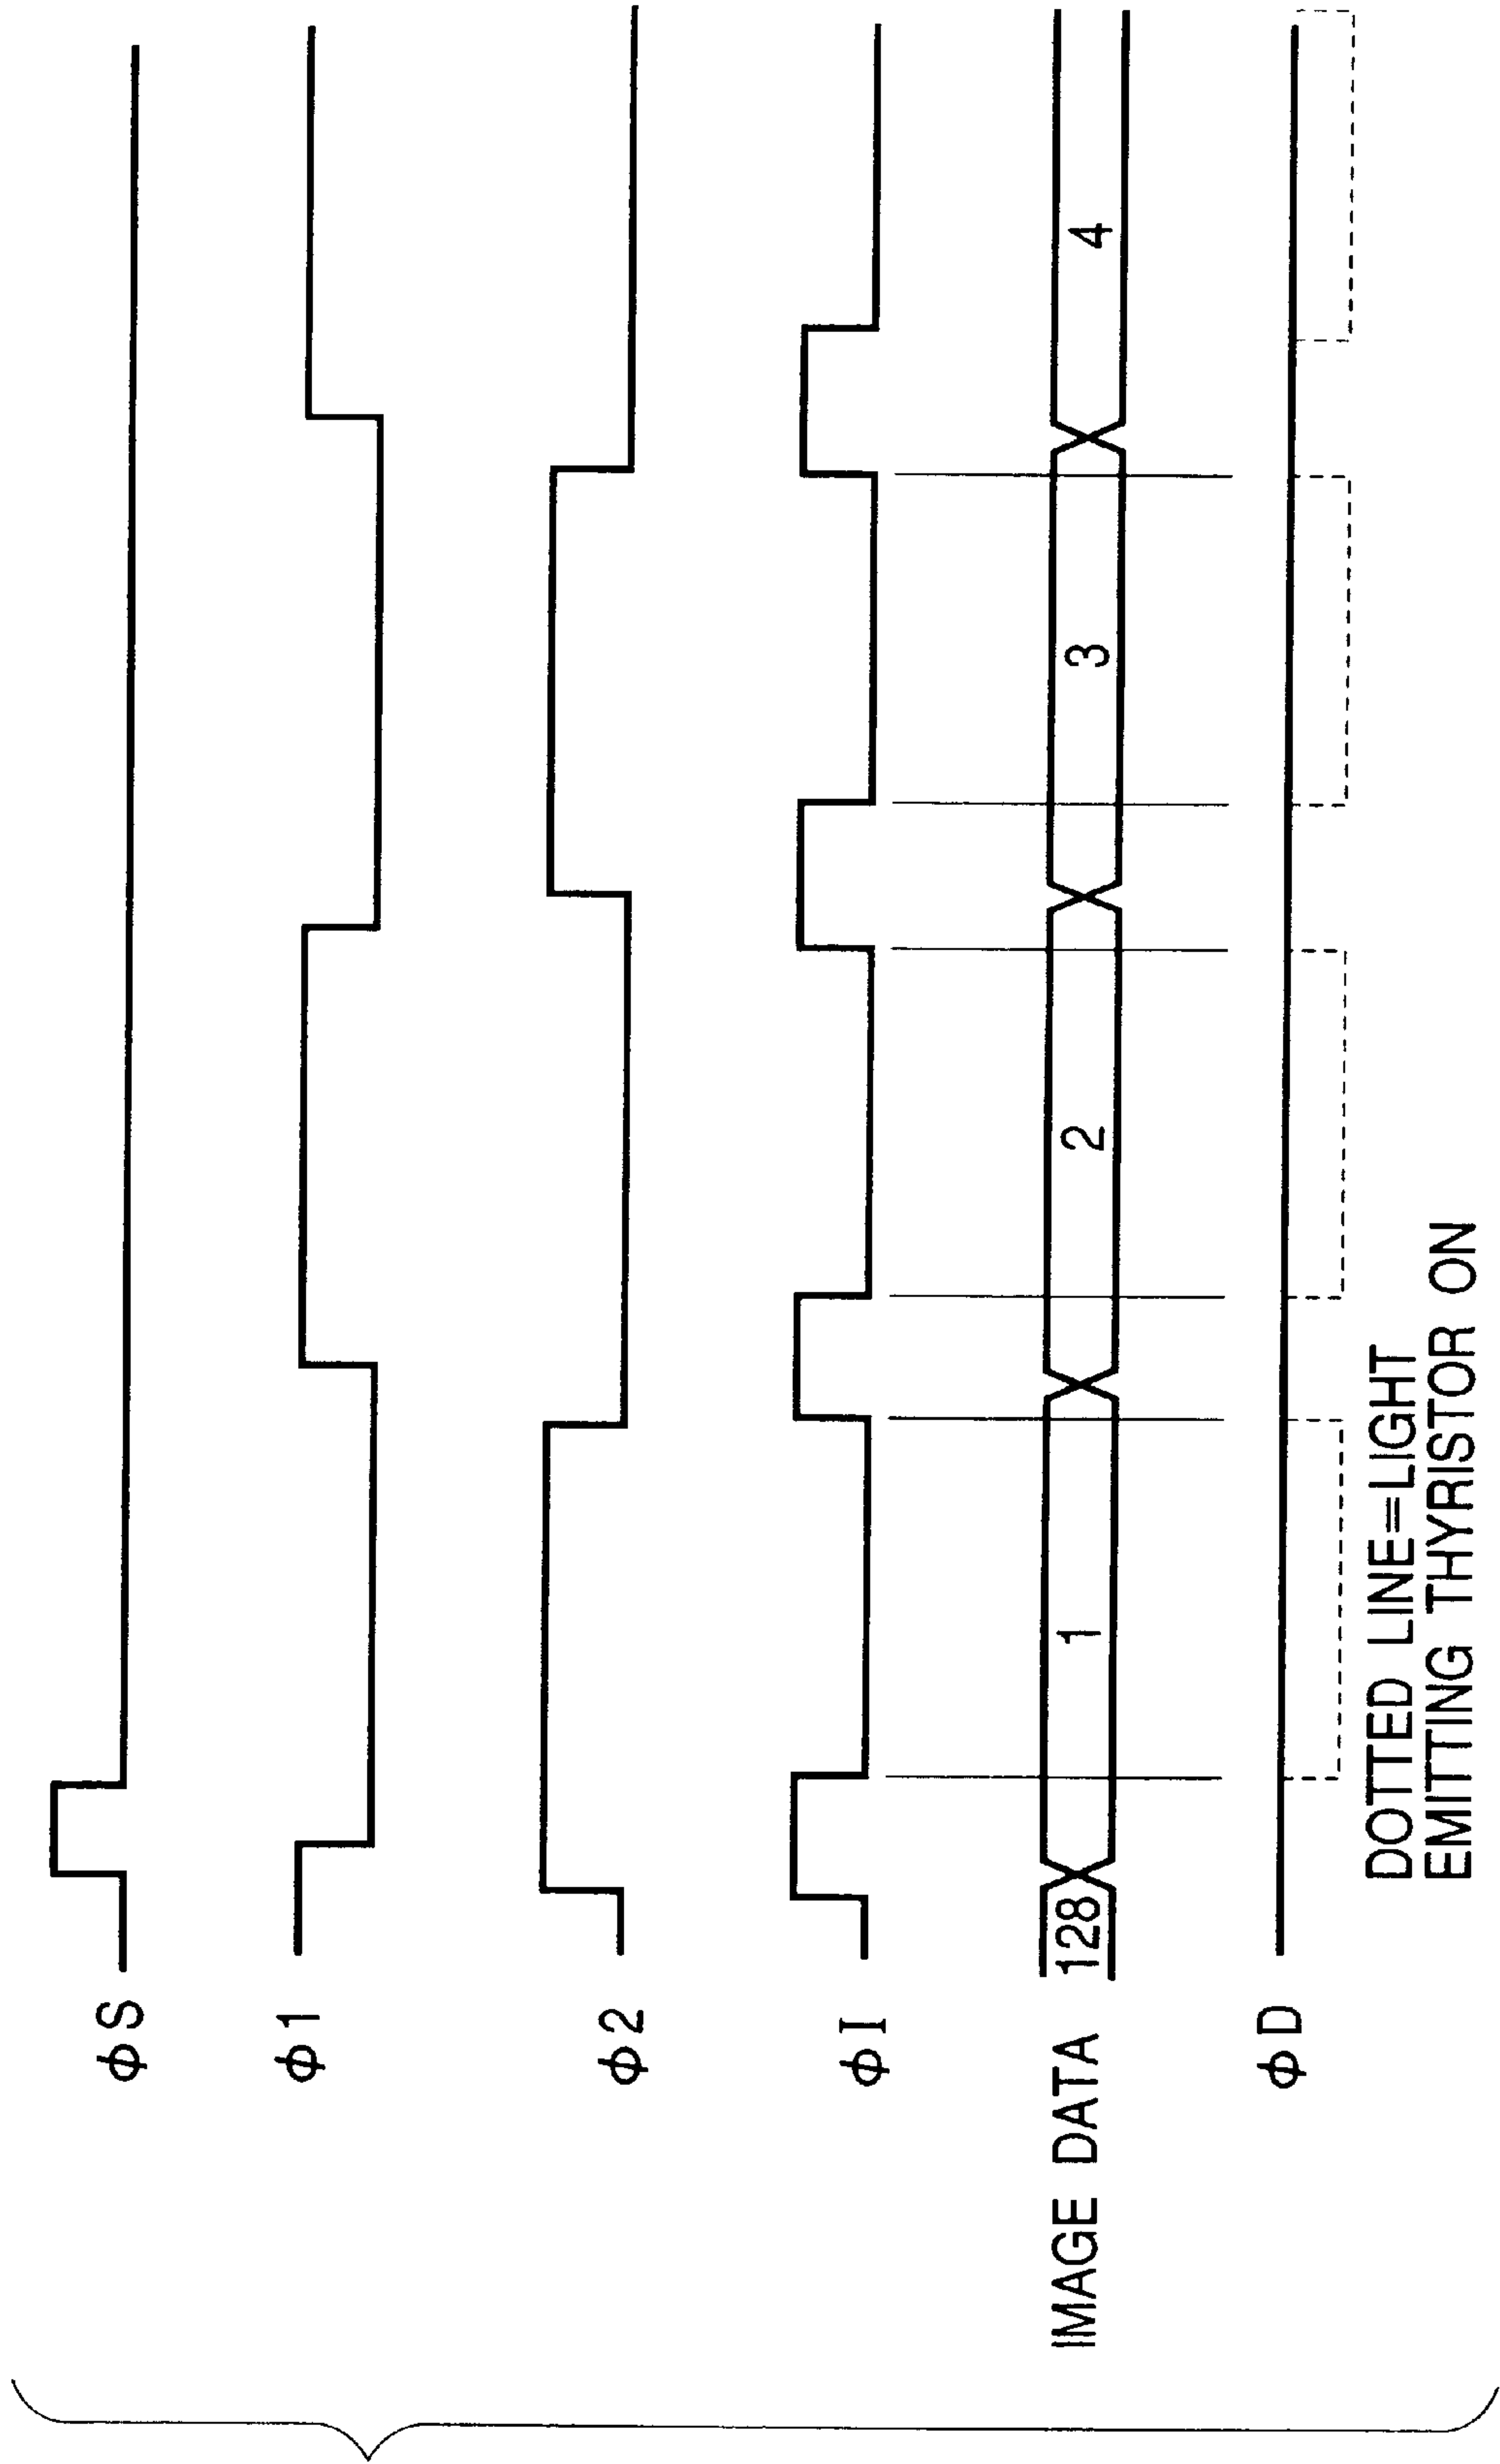 ϕS
ϕ1
ϕ2
ϕI
IMAGE DATA 128 1 2 3 4
ϕD
DOTTED LINE=LIGHT
EMITTING THYRISTOR ON